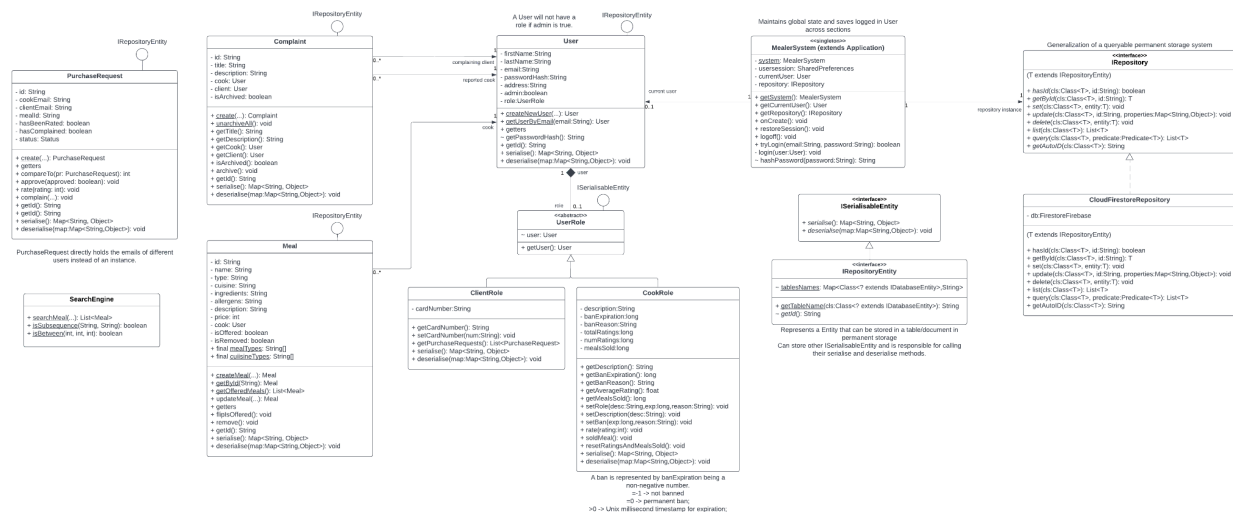 IRepositoryEntity
PurchaseRequest
- id: String
- cookEmail: String
- clientEmail: String
- mealId: String
- hasBeenRated: boolean
- hasComplained: boolean
- status: Status
+ create(...): PurchaseRequest
+ getters
+ compareTo(pr: PurchaseRequest): int
+ approve(approved: boolean): void
+ rate(rating: int): void
+ complain(...): void
+ getId(): String
+ getId(): String
+ serialise(): Map<String, Object>
+ deserialise(map:Map<String,Object>): void
PurchaseRequest directly holds the emails of different
users instead of an instance.
SearchEngine
+ searchMeal(...): List<Meal>
+ isSubsequence(String, String): boolean
+ isBetween(int, int, int): boolean
IRepositoryEntity
Complaint
- id: String
- title: String
- description: String
- cook: User
- client: User
- isArchived: boolean
+ create(...): Complaint
+ unarchiveAll(): void
+ getTitle(): String
+ getDescription(): String
+ getCook(): User
+ getClient(): User
+ isArchived(): boolean
+ archive(): void
+ getId(): String
+ serialise(): Map<String, Object>
+ deserialise(map:Map<String,Object>): void
0..*
1
complaining client
0..*
1
reported cook
IRepositoryEntity
Meal
- id: String
- name: String
- type: String
- cuisine: String
- ingredients: String
- allergens: String
- description: String
- price: int
- cook: User
- isOffered: boolean
- isRemoved: boolean
+ final mealTypes: String[]
+ final cuisineTypes: String[]
+ createMeal(...): Meal
+ getById(String): Meal
+ getOfferedMeals(): List<Meal>
+ updateMeal(...): Meal
+ getters
+ flipIsOffered(): void
+ remove(): void
+ getId(): String
+ serialise(): Map<String, Object>
+ deserialise(map:Map<String,Object>): void
0..*
1
cook
A User will not have a
role if admin is true.
IRepositoryEntity
User
- firstName:String
- lastName:String
- email:String
- passwordHash:String
- address:String
- admin:boolean
- role:UserRole
+ createNewUser(...): User
+ getUserByEmail(email:String): User
+ getters
~ getPasswordHash(): String
+ getId(): String
+ serialise(): Map<String, Object>
+ deserialise(map:Map<String,Object>): void
1
user
role
0..1
ISerialisableEntity
<<abstract>>
UserRole
~ user: User
+ getUser(): User
ClientRole
- cardNumber:String
+ getCardNumber(): String
+ setCardNumber(num:String): void
+ getPurchaseRequests(): List<PurchaseRequest>
+ serialise(): Map<String, Object>
+ deserialise(map:Map<String,Object>): void
CookRole
- description:String
- banExpiration:long
- banReason:String
- totalRatings:long
- numRatings:long
- mealsSold:long
+ getDescription(): String
+ getBanExpiration(): long
+ getBanReason(): String
+ getAverageRating(): float
+ getMealsSold(): long
+ setRole(desc:String,exp:long,reason:String): void
+ setDescription(desc:String): void
+ setBan(exp:long,reason:String): void
+ rate(rating:int): void
+ soldMeal(): void
+ resetRatingsAndMealsSold(): void
+ serialise(): Map<String, Object>
+ deserialise(map:Map<String,Object>): void
A ban is represented by banExpiration being a
non-negative number.
=-1 -> not banned
=0 -> permanent ban;
>0 -> Unix millisecond timestamp for expiration;
Maintains global state and saves logged in User
across sections
<<singleton>>
MealerSystem (extends Application)
- system: MealerSystem
- usersession: SharedPreferences
- currentUser: User
- repository: IRepository
+ getSystem(): MealerSystem
+ getCurrentUser(): User
+ getRepository(): IRepository
+ onCreate(): void
+ restoreSession(): void
+ logoff(): void
+ tryLogin(email:String, password:String): boolean
- login(user:User): void
~ hashPassword(password:String): String
current user
1
0..1
1
1
repository instance
<<interface>>
ISerialisableEntity
+ serialise(): Map<String, Object>
+ deserialise(map:Map<String,Object>): void
<<interface>>
IRepositoryEntity
~ tablesNames: Map<Class<? extends IDatabaseEntity>,String>
+ getTableName(cls:Class<? extends IDatabaseEntity>): String
~ getId(): String
Represents a Entity that can be stored in a table/document in
permanent storage
Can store other ISerialisableEntity and is responsible for calling
their serialise and deserialise methods.
Generalization of a queryable permanent storage system
<<interface>>
IRepository
(T extends IRepositoryEntity)
+ hasId(cls:Class<T>, id:String): boolean
+ getById(cls:Class<T>, id:String): T
+ set(cls:Class<T>, entity:T): void
+ update(cls:Class<T>, id:String, properties:Map<String,Object>): void
+ delete(cls:Class<T>, entity:T): void
+ list(cls:Class<T>): List<T>
+ query(cls:Class<T>, predicate:Predicate<T>): List<T>
+ getAutoID(cls:Class<T>): String
CloudFirestoreRepository
- db:FirestoreFirebase
(T extends IRepositoryEntity)
+ hasId(cls:Class<T>, id:String): boolean
+ getById(cls:Class<T>, id:String): T
+ set(cls:Class<T>, entity:T): void
+ update(cls:Class<T>, id:String, properties:Map<String,Object>): void
+ delete(cls:Class<T>, entity:T): void
+ list(cls:Class<T>): List<T>
+ query(cls:Class<T>, predicate:Predicate<T>): List<T>
+ getAutoID(cls:Class<T>): String